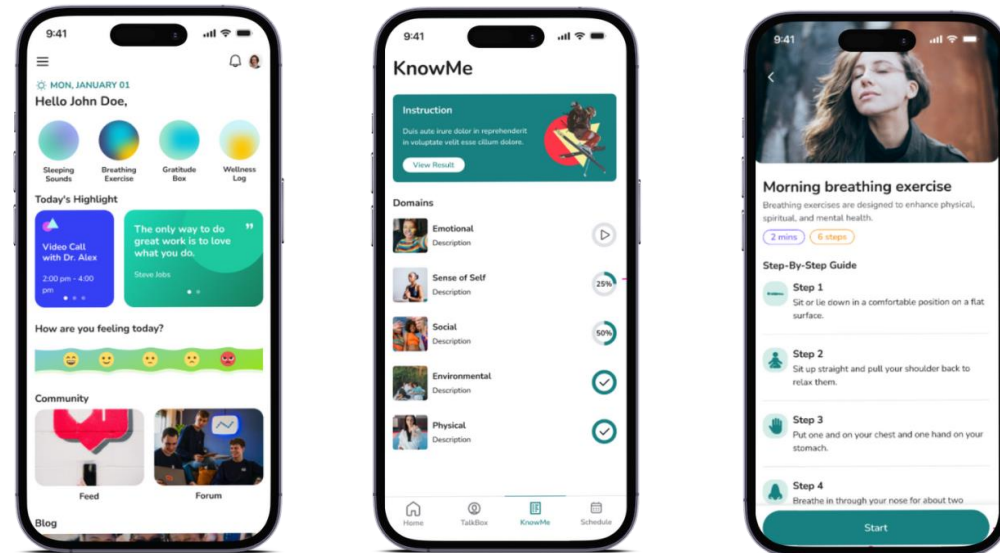 9:41
MON, JANUARY 01
Hello John Doe,
Sleeping
Sounds
Breathing
Exercise
Gratitude
Box
Wellness
Log
Today's Highlight
Video Call
with Dr. Alex
2:00 pm - 4:00
pm
The only way to do
great work is to love
what you do.
”
Steve Jobs
How are you feeling today?
Community
Feed
Forum
Blog
9:41
KnowMe
Instruction
Duis aute irure dolor in reprehenderit
in voluptate velit esse cillum dolore.
View Result
Domains
Emotional
Description
Sense of Self
Description
25%
Social
Description
50%
Environmental
Description
Physical
Description
Home
TalkBox
KnowMe
Schedule
9:41
Morning breathing exercise
Breathing exercises are designed to enhance physical,
spiritual, and mental health.
2 mins
6 steps
Step-By-Step Guide
Step 1
Sit or lie down in a comfortable position on a flat
surface.
Step 2
Sit up straight and pull your shoulder back to
relax them.
Step 3
Put one and on your chest and one hand on your
stomach.
Step 4
Breathe in through your nose for about two
Start